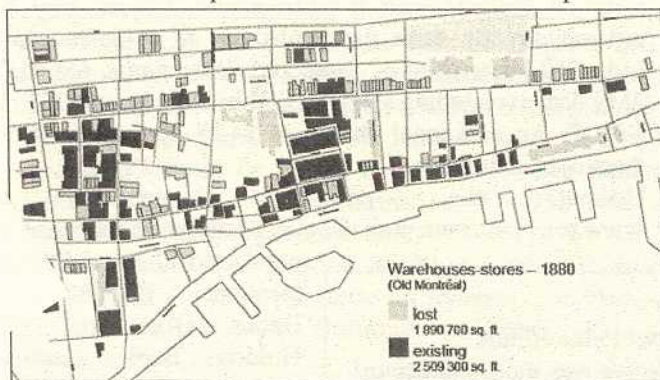 Warehouses-stores – 1880
(Old Montréal)
lost
1 890 700 sq. ft.
existing
2 509 300 sq. ft.